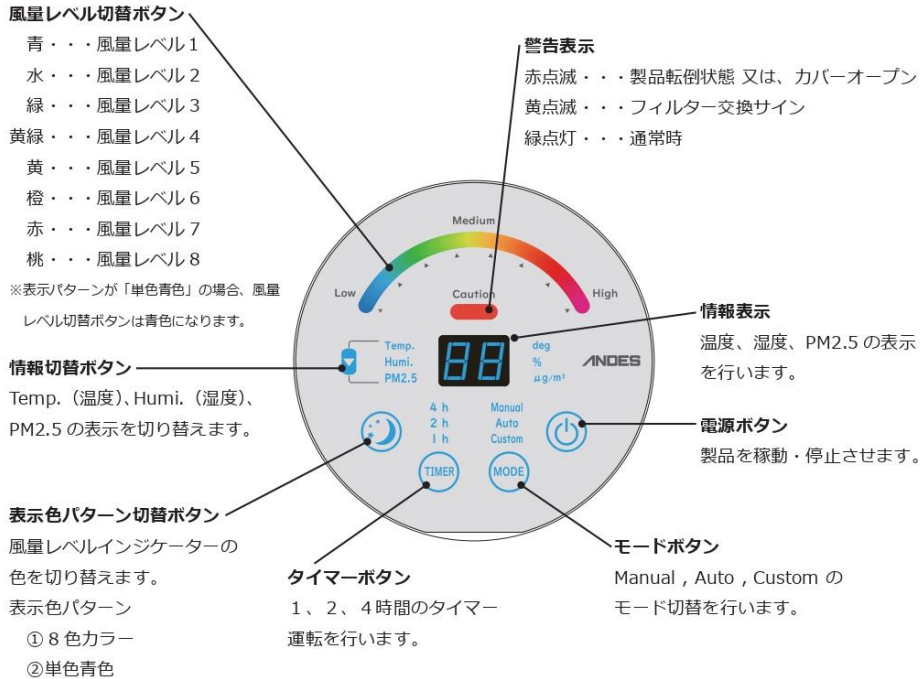 風量レベル切替ボタン
青・・・風量レベル1
水・・・風量レベル2
緑・・・風量レベル3
黄緑・・・風量レベル4
黄・・・風量レベル5
橙・・・風量レベル6
赤・・・風量レベル7
桃・・・風量レベル8
※表示パターンが「単色青色」の場合、風量
レベル切替ボタンは青色になります。
警告表示
赤点滅・・・製品転倒状態 又は、カバーオープン
黄点滅・・・フィルター交換サイン
緑点灯・・・通常時
Medium
Low
High
Caution
Temp.
Humi.
PM2.5
88
deg
%
μg/m³
ANDES
4 h
2 h
1 h
Manual
Auto
Custom
TIMER
MODE
情報表示
温度、湿度、PM2.5 の表示
を行います。
情報切替ボタン
Temp.（温度）、Humi.（湿度）、
PM2.5 の表示を切り替えます。
電源ボタン
製品を稼動・停止させます。
表示色パターン切替ボタン
風量レベルインジケーターの
色を切り替えます。
表示色パターン
①８色カラー
②単色青色
タイマーボタン
１、２、４時間のタイマー
運転を行います。
モードボタン
Manual , Auto , Custom の
モード切替を行います。